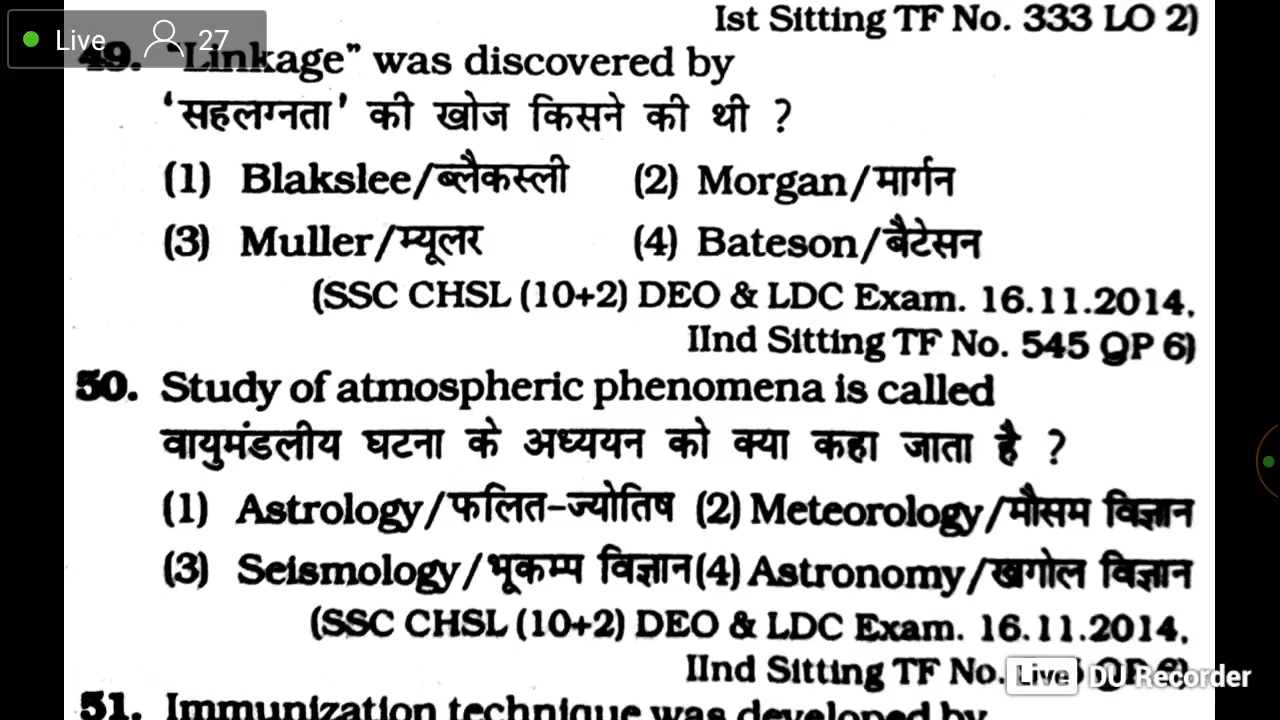 Ist Sitting TF No. 333 LO 2)
Live 27
49. "Linkage" was discovered by
'सहलग्नता' की खोज किसने की थी ?
(1) Blakslee/ब्लैकस्ली (2) Morgan/मार्गन
(3) Muller/म्यूलर (4) Bateson/बैटेसन
(SSC CHSL (10+2) DEO & LDC Exam. 16.11.2014,
IInd Sitting TF No. 545 QP 6)
50. Study of atmospheric phenomena is called
वायुमंडलीय घटना के अध्ययन को क्या कहा जाता है ?
(1) Astrology/फलित-ज्योतिष (2) Meteorology/मौसम विज्ञान
(3) Seismology/भूकम्प विज्ञान (4) Astronomy/खगोल विज्ञान
(SSC CHSL (10+2) DEO & LDC Exam. 16.11.2014,
IInd Sitting TF No. QP 6)
Live DU Recorder
51. Immunization technique was developed by